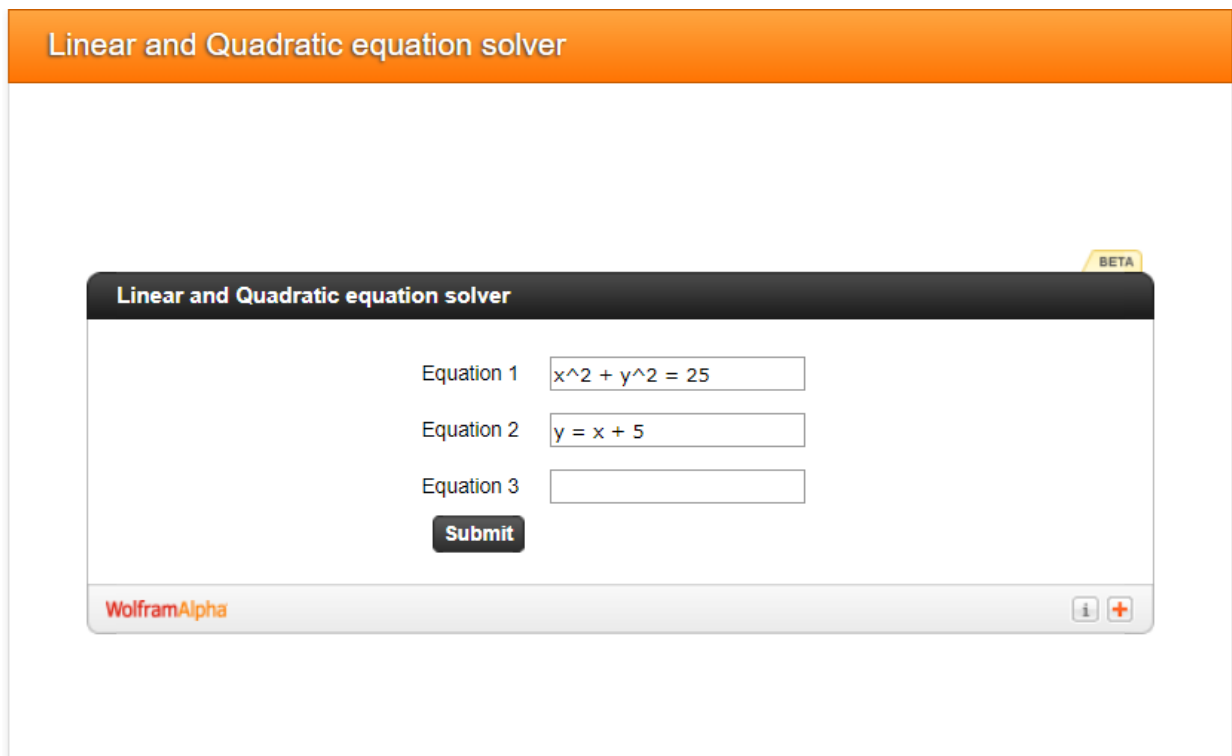 Linear and Quadratic equation solver
BETA
Linear and Quadratic equation solver
Equation 1 x^2 + y^2 = 25
Equation 2 y = x + 5
Equation 3
Submit
WolframAlpha i